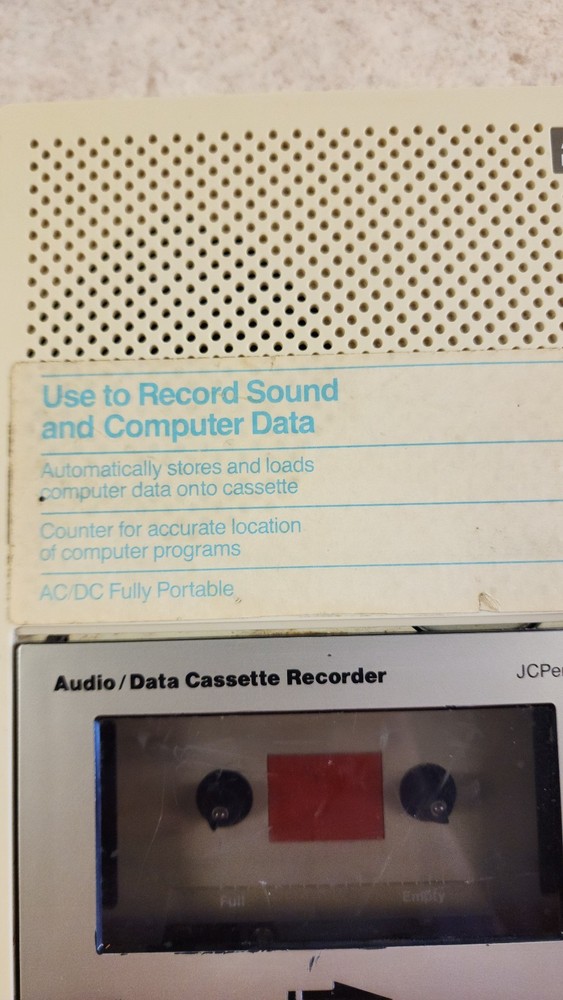 Use to Record Sound
and Computer Data
Automatically stores and loads
computer data onto cassette
Counter for accurate location
of computer programs
AC/DC Fully Portable
Audio/Data Cassette Recorder
JCPe
Full
Empty